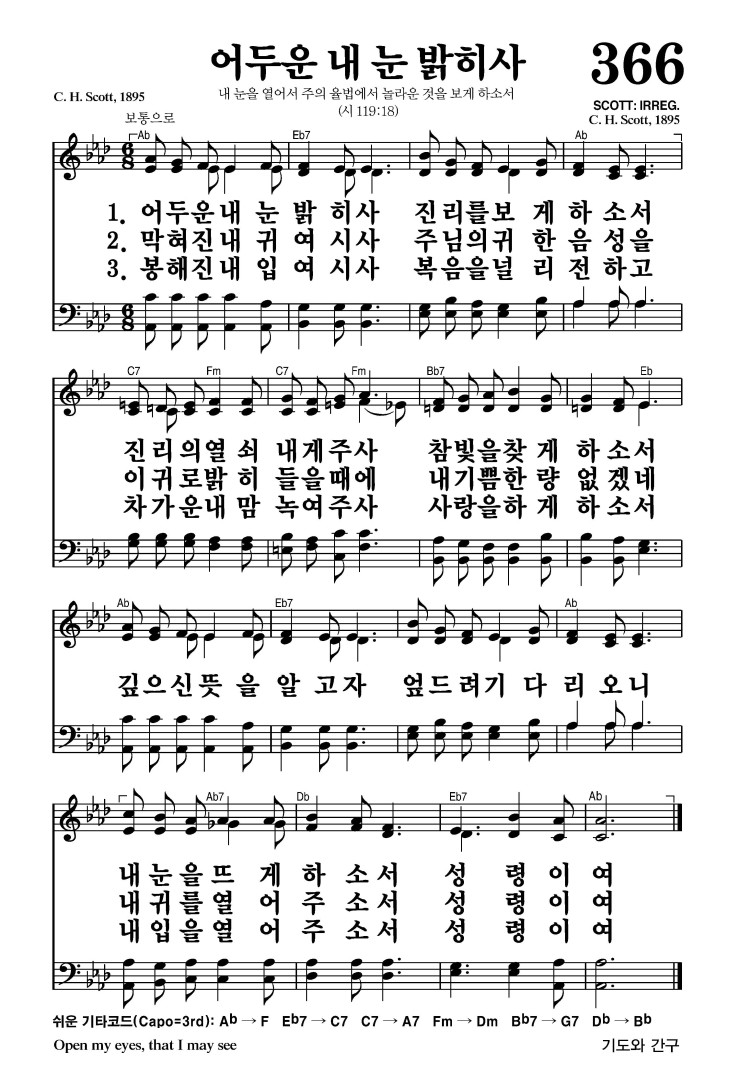 어두운 내 눈 밝히사
366
C. H. Scott, 1895
내 눈을 열어서 주의 율법에서 놀라운 것을 보게 하소서
(시 119:18)
SCOTT: IRREG.
C. H. Scott, 1895
보통으로
Ab Eb7 Ab
6/8
1. 어두운내 눈 밝 히사 진리를보 게 하 소서
2. 막혀진내 귀 여 시사 주님의귀 한 음 성을
3. 봉해진내 입 여 시사 복음을널 리 전 하고
6/8
C7 Fm C7 Fm Bb7 Eb
진 리 의열 쇠 내게주사 참빛을찾 게 하 소서
이 귀 로밝 히 들을때에 내기쁨한 량 없 겠네
차 가 운내 맘 녹여주사 사랑을하 게 하 소서
Ab Eb7 Ab
깊으신뜻 을 알 고자 엎드려기 다 리 오니
Ab7 Db Eb7 Ab
내눈을뜨 게 하 소서 성 령 이 여
내귀를열 어 주 소서 성 령 이 여
내입을열 어 주 소서 성 령 이 여
쉬운 기타코드(Capo=3rd): Ab → F Eb7 → C7 C7 → A7 Fm → Dm Bb7 → G7 Db → Bb
Open my eyes, that I may see 기도와 간구